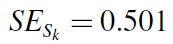 $SE_{S_k} = 0.501$